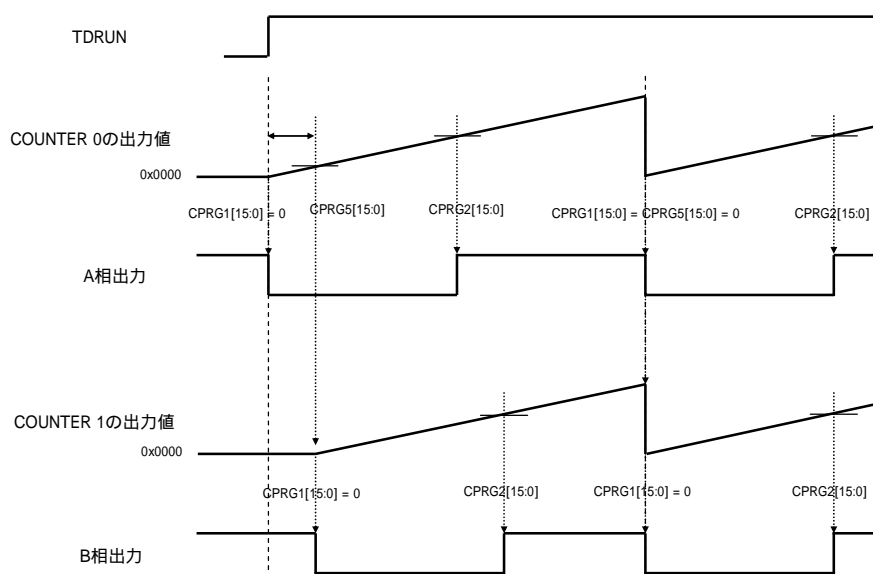 TDRUN
COUNTER 0の出力値
0x0000
CPRG1[15:0] = 0
CPRG5[15:0]
CPRG2[15:0]
CPRG1[15:0] = CPRG5[15:0] = 0
CPRG2[15:0]
A相出力
COUNTER 1の出力値
0x0000
CPRG1[15:0] = 0
CPRG2[15:0]
CPRG1[15:0] = 0
CPRG2[15:0]
B相出力